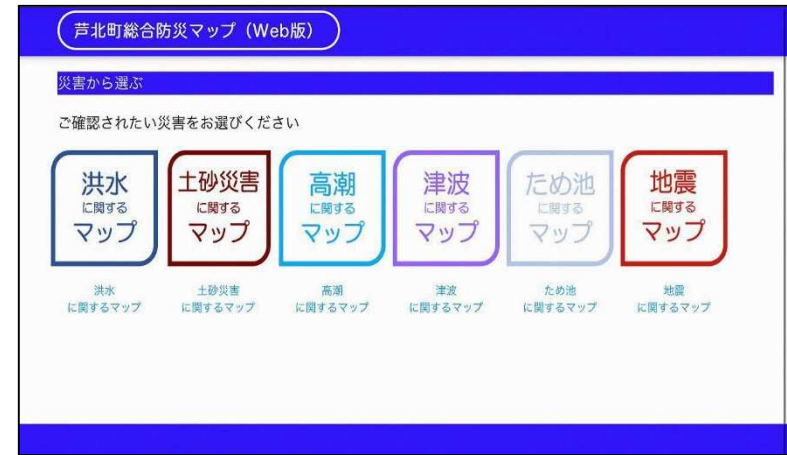 芦北町総合防災マップ（Web版）
災害から選ぶ
ご確認されたい災害をお選びください
洪水
に関する
マップ
土砂災害
に関する
マップ
高潮
に関する
マップ
津波
に関する
マップ
ため池
に関する
マップ
地震
に関する
マップ
洪水
に関するマップ
土砂災害
に関するマップ
高潮
に関するマップ
津波
に関するマップ
ため池
に関するマップ
地震
に関するマップ